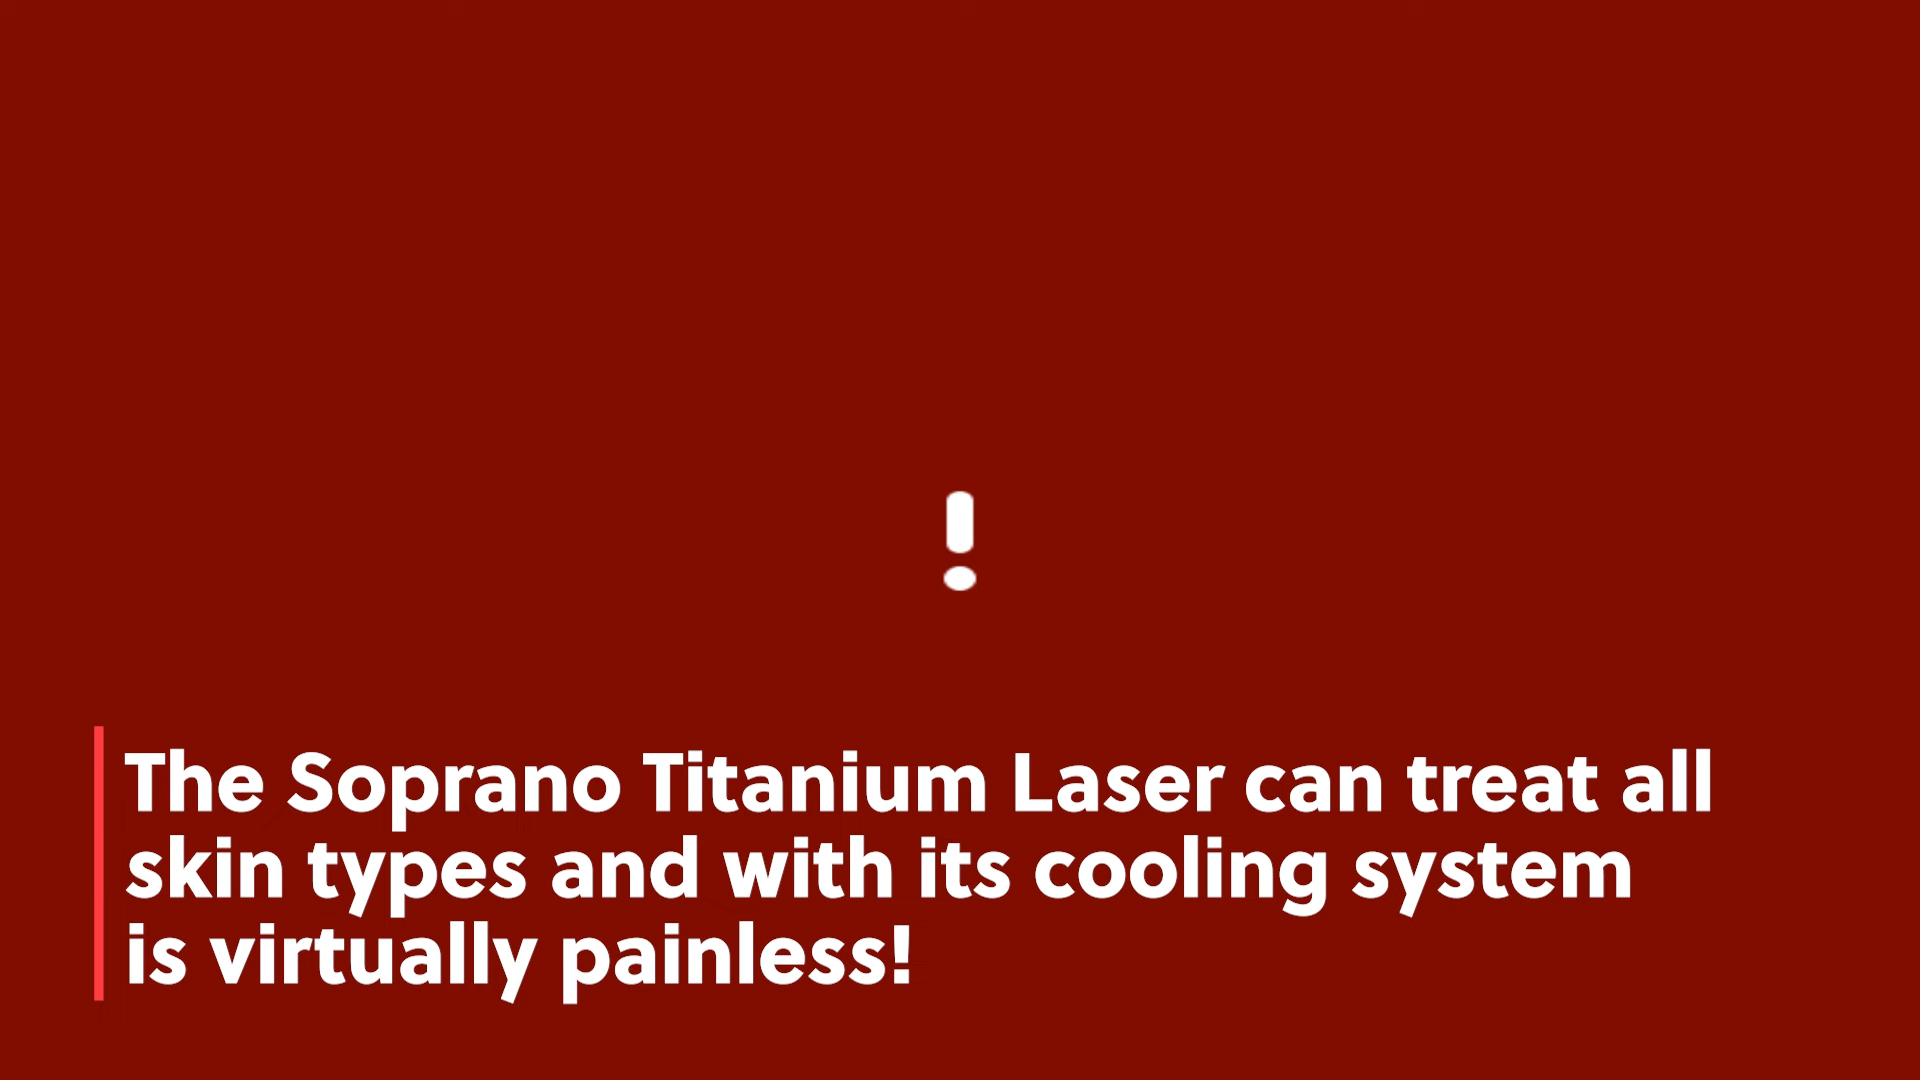 !
The Soprano Titanium Laser can treat all
skin types and with its cooling system
is virtually painless!